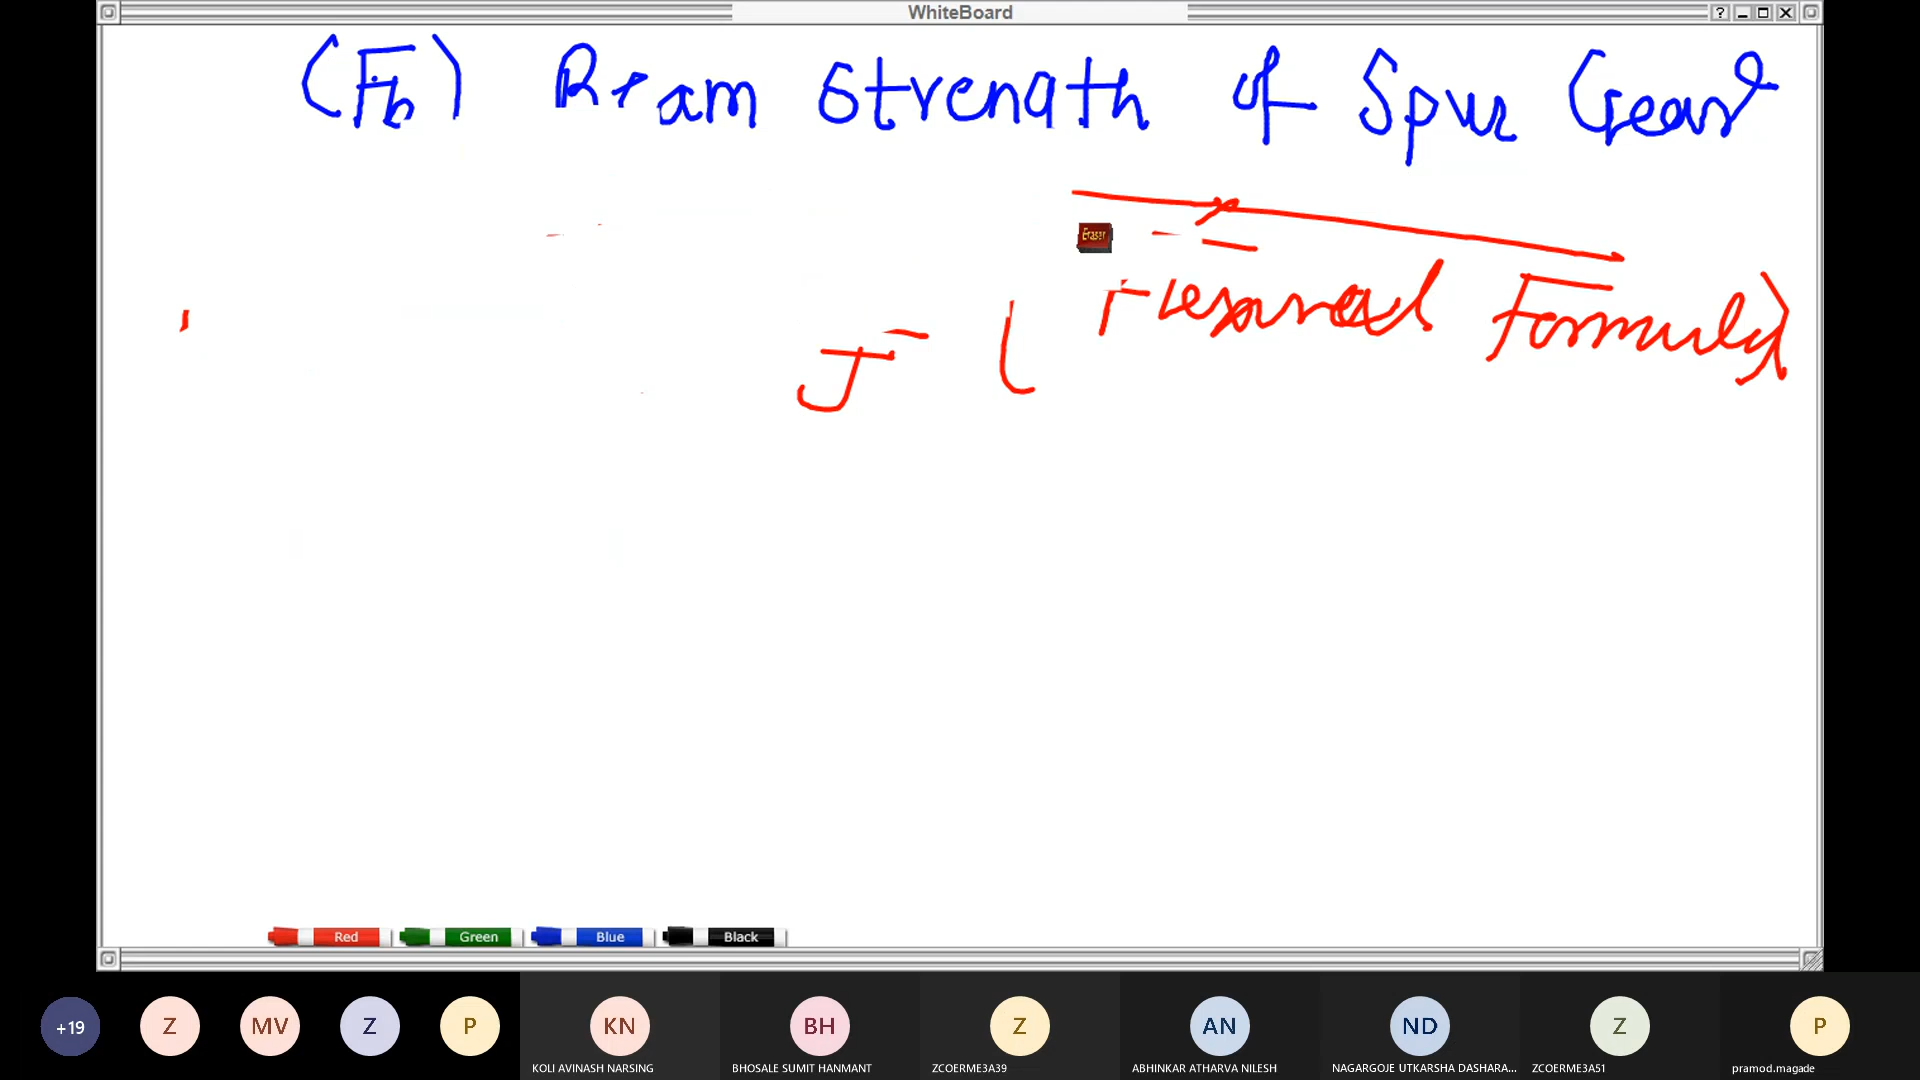 WhiteBoard
(Fb) Beam Strength of Spur Gear
Eraser
J ( Flexural Formula)
Red Green Blue Black
+19 Z MV Z P KN BH Z AN ND Z P
KOLI AVINASH NARSING BHOSALE SUMIT HANMANT ZCOERME3A39 ABHINKAR ATHARVA NILESH NAGARGOJE UTKARSHA DASHARA... ZCOERME3A51 pramod.magade